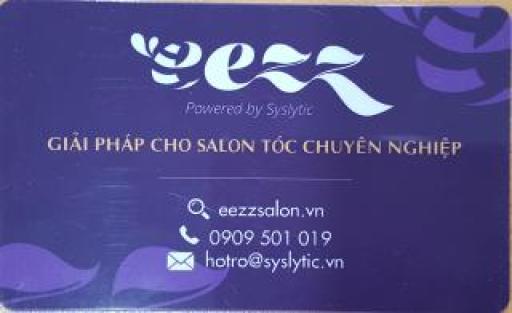 eezz
Powered by Syslytic
GIẢI PHÁP CHO SALON TÓC CHUYÊN NGHIỆP
eezzsalon.vn
0909 501 019
hotro@syslytic.vn